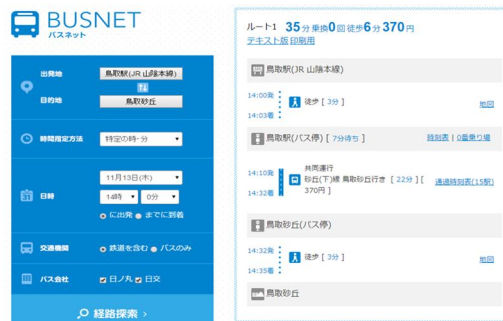 BUSNET
バスネット
出発地
鳥取駅(JR 山陰本線)
目的地
鳥取砂丘
時間指定方法
特定の時・分
日時
11月13日(木)
14時
0分
に出発 までに到着
交通機関
鉄道を含む バスのみ
バス会社
日ノ丸 日交
経路探索 >
ルート1 35分 乗換0回 徒歩6分 370円
テキスト版 印刷用
鳥取駅(JR 山陰本線)
14:00発
徒歩 [ 3分 ]
地図
14:03着
鳥取駅(バス停) [ 7分待ち ]
時刻表 | 0番乗り場
14:10発
共同運行
砂丘(下)線 鳥取砂丘行き [ 22分 ] [
370円 ]
通過時刻表(15駅)
14:32着
鳥取砂丘(バス停)
14:32発
徒歩 [ 3分 ]
地図
14:35着
鳥取砂丘